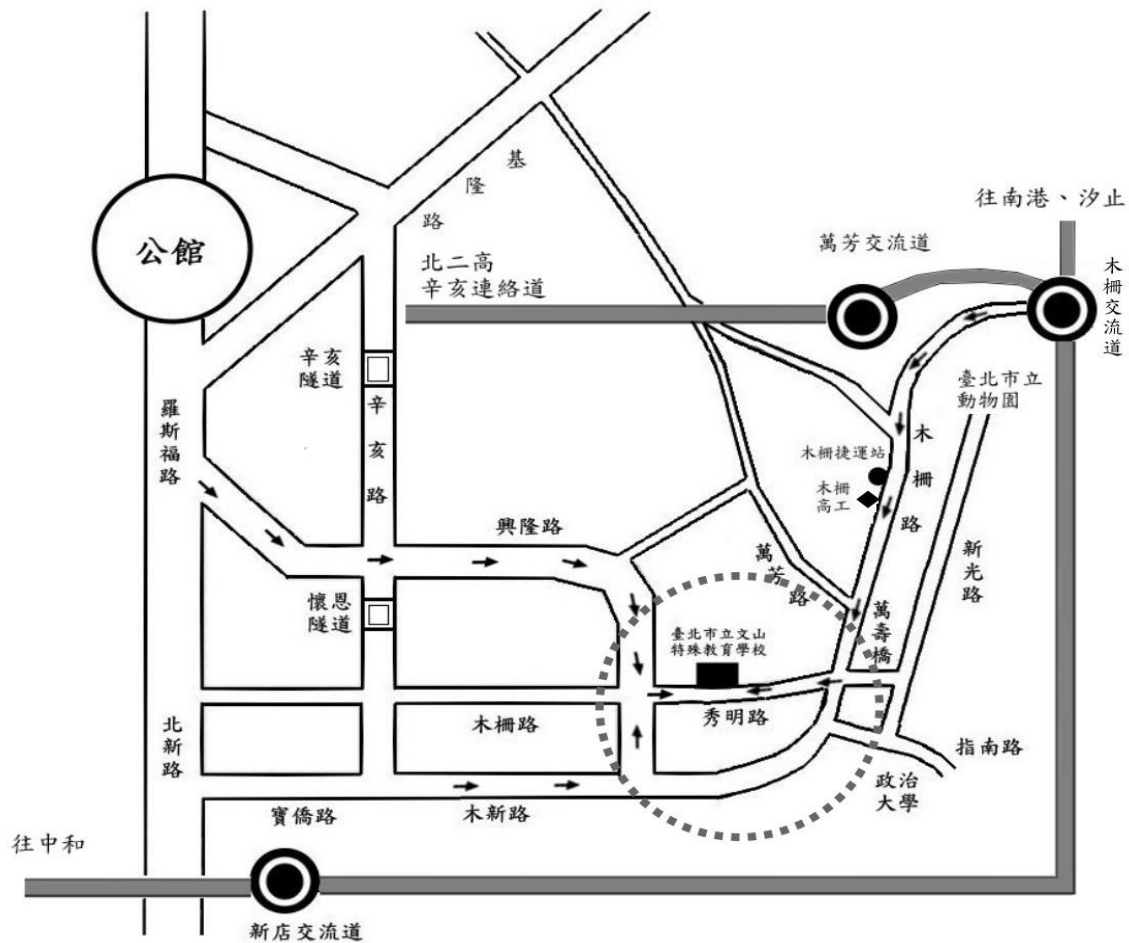 基隆路
往南港、汐止
公館
北二高
辛亥連絡道
萬芳交流道
木柵交流道
辛亥
隧道
臺北市立
動物園
羅斯福路
辛亥路
木柵路
木柵捷運站
木柵
高工
興隆路
萬芳路
新光路
懷恩
隧道
萬壽橋
臺北市立文山
特殊教育學校
北新路
木柵路
秀明路
指南路
政治
大學
寶僑路
木新路
往中和
新店交流道